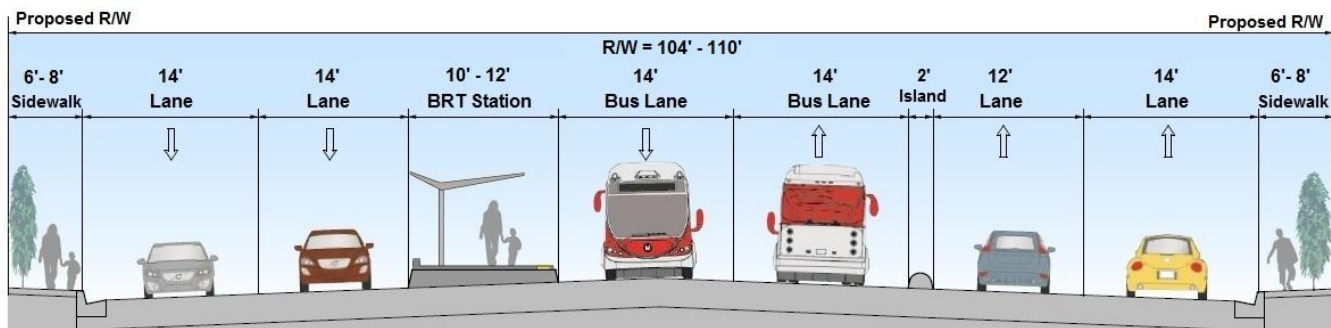 Proposed R/W
Proposed R/W
R/W = 104' - 110'
6'- 8'
Sidewalk
14'
Lane
14'
Lane
10' - 12'
BRT Station
14'
Bus Lane
14'
Bus Lane
2'
Island
12'
Lane
14'
Lane
6'- 8'
Sidewalk
M